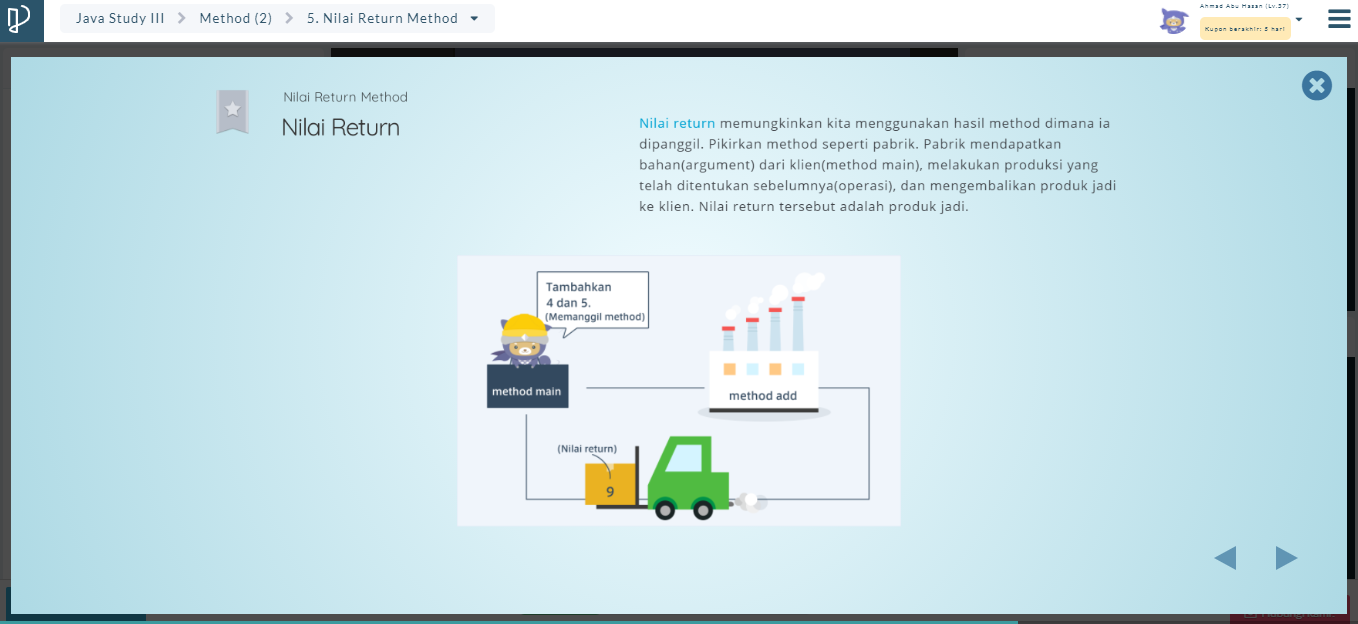 Java Study III
Method (2)
5. Nilai Return Method
Ahmad Abu Hasan (Lv.37)
Kupon berakhir: 5 hari
Nilai Return Method
Nilai Return
Nilai return memungkinkan kita menggunakan hasil method dimana ia
dipanggil. Pikirkan method seperti pabrik. Pabrik mendapatkan
bahan(argument) dari klien(method main), melakukan produksi yang
telah ditentukan sebelumnya(operasi), dan mengembalikan produk jadi
ke klien. Nilai return tersebut adalah produk jadi.
Tambahkan
4 dan 5.
(Memanggil method)
method main
method add
(Nilai return)
9